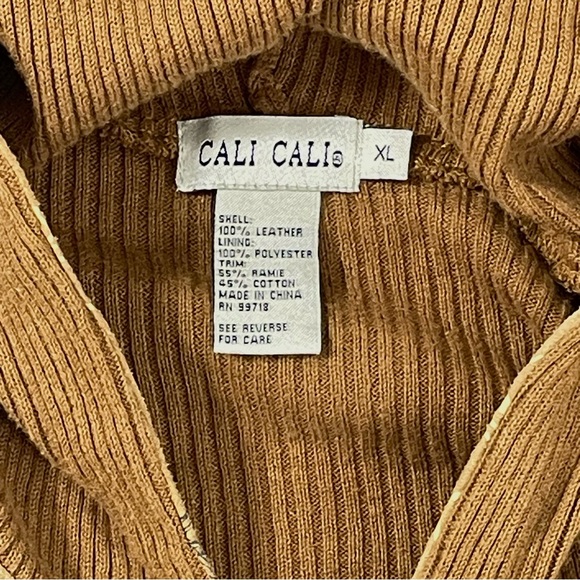 CALI CALI®
XL
SHELL:
100% LEATHER
LINING:
100% POLYESTER
TRIM:
55% RAMIE
45% COTTON
MADE IN CHINA
RN 99718
SEE REVERSE
FOR CARE